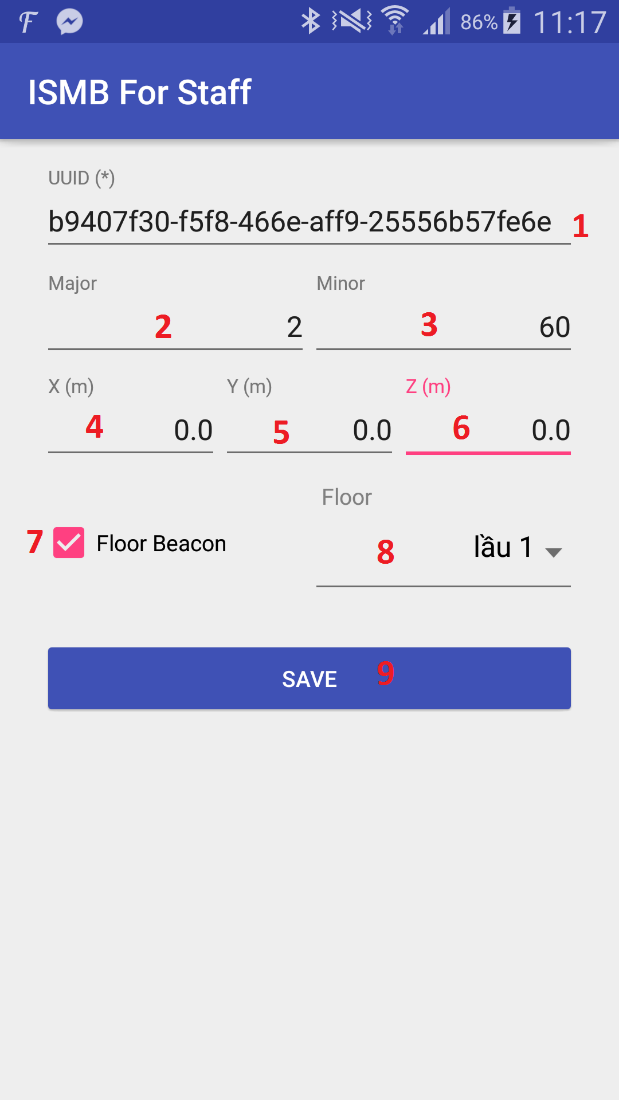 F 86% 11:17
ISMB For Staff
UUID (*)
b9407f30-f5f8-466e-aff9-25556b57fe6e 1
Major Minor
2 2 3 60
X (m) Y (m) Z (m)
4 0.0 5 0.0 6 0.0
Floor
7 Floor Beacon 8 lầu 1
SAVE 9